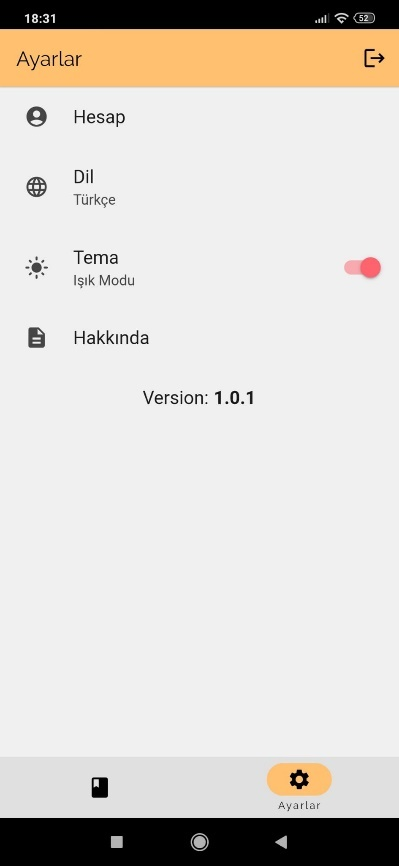 18:31
52
Ayarlar
Hesap
Dil
Türkçe
Tema
Işık Modu
Hakkında
Version: 1.0.1
Ayarlar